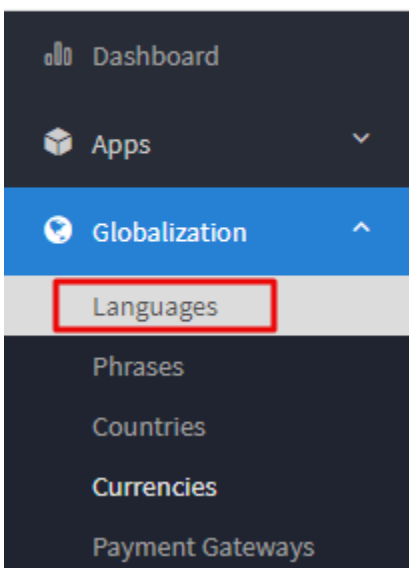 Dashboard
Apps
Globalization
Languages
Phrases
Countries
Currencies
Payment Gateways